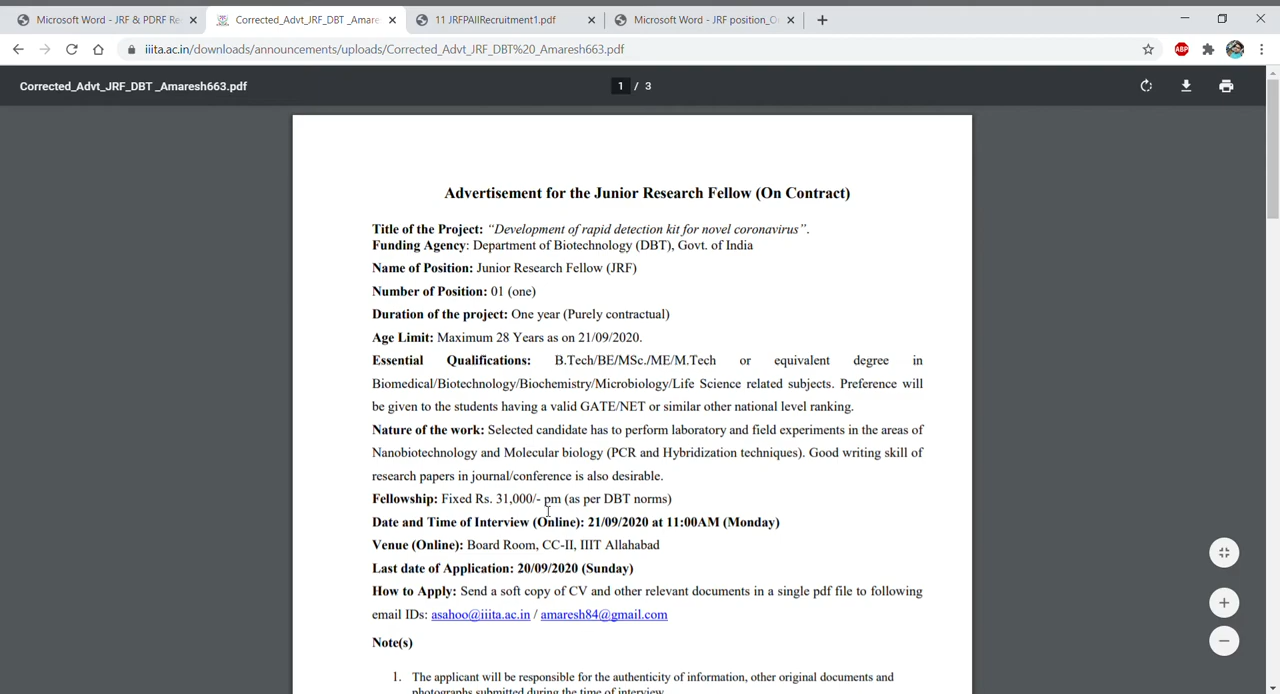 Microsoft Word - JRF & PDRF Re
Corrected_Advt_JRF_DBT _Amare
11 JRFPAIIRecruitment1.pdf
Microsoft Word - JRF position_O
iiita.ac.in/downloads/announcements/uploads/Corrected_Advt_JRF_DBT%20_Amaresh663.pdf
ABP
Corrected_Advt_JRF_DBT _Amaresh663.pdf
1 / 3
Advertisement for the Junior Research Fellow (On Contract)
Title of the Project: “Development of rapid detection kit for novel coronavirus”.
Funding Agency: Department of Biotechnology (DBT), Govt. of India
Name of Position: Junior Research Fellow (JRF)
Number of Position: 01 (one)
Duration of the project: One year (Purely contractual)
Age Limit: Maximum 28 Years as on 21/09/2020.
Essential Qualifications: B.Tech/BE/MSc./ME/M.Tech or equivalent degree in
Biomedical/Biotechnology/Biochemistry/Microbiology/Life Science related subjects. Preference will
be given to the students having a valid GATE/NET or similar other national level ranking.
Nature of the work: Selected candidate has to perform laboratory and field experiments in the areas of
Nanobiotechnology and Molecular biology (PCR and Hybridization techniques). Good writing skill of
research papers in journal/conference is also desirable.
Fellowship: Fixed Rs. 31,000/- pm (as per DBT norms)
Date and Time of Interview (Online): 21/09/2020 at 11:00AM (Monday)
Venue (Online): Board Room, CC-II, IIIT Allahabad
Last date of Application: 20/09/2020 (Sunday)
How to Apply: Send a soft copy of CV and other relevant documents in a single pdf file to following
email IDs: asahoo@iiita.ac.in / amaresh84@gmail.com
Note(s)
1. The applicant will be responsible for the authenticity of information, other original documents and
photographs submitted during the time of interview.